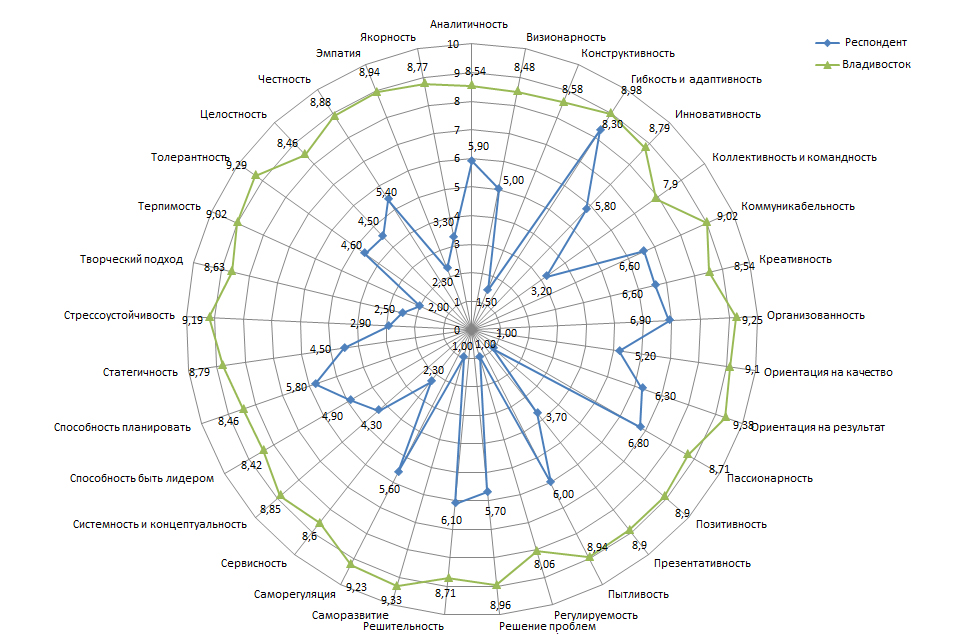 Аналитичность
Визионарность
Конструктивность
Гибкость и адаптивность
Инновативность
Коллективность и командность
Коммуникабельность
Креативность
Организованность
Ориентация на качество
Ориентация на результат
Пассионарность
Позитивность
Презентативность
Пытливость
Регулируемость
Решение проблем
Решительность
Саморазвитие
Саморегуляция
Сервисность
Системность и концептуальность
Способность быть лидером
Способность планировать
Статегичность
Стрессоустойчивость
Творческий подход
Терпимость
Толерантность
Целостность
Честность
Эмпатия
Якорность
Респондент
Владивосток
10
9
8
7
6
5
4
3
2
1
0
8,54
8,48
8,58
8,98
8,79
7,9
9,02
8,54
9,25
9,1
9,38
8,71
8,9
8,9
8,94
8,06
8,96
8,71
9,33
9,23
8,6
8,85
8,42
8,46
8,79
9,19
8,63
9,02
9,29
8,46
8,88
8,94
8,77
5,90
5,00
1,50
8,30
5,80
3,20
6,60
6,60
6,90
5,20
6,30
6,80
1,00
3,70
6,00
1,00
5,70
6,10
1,00
5,60
2,30
4,30
4,90
5,80
4,50
2,90
2,50
2,00
4,60
4,50
5,40
2,30
3,30